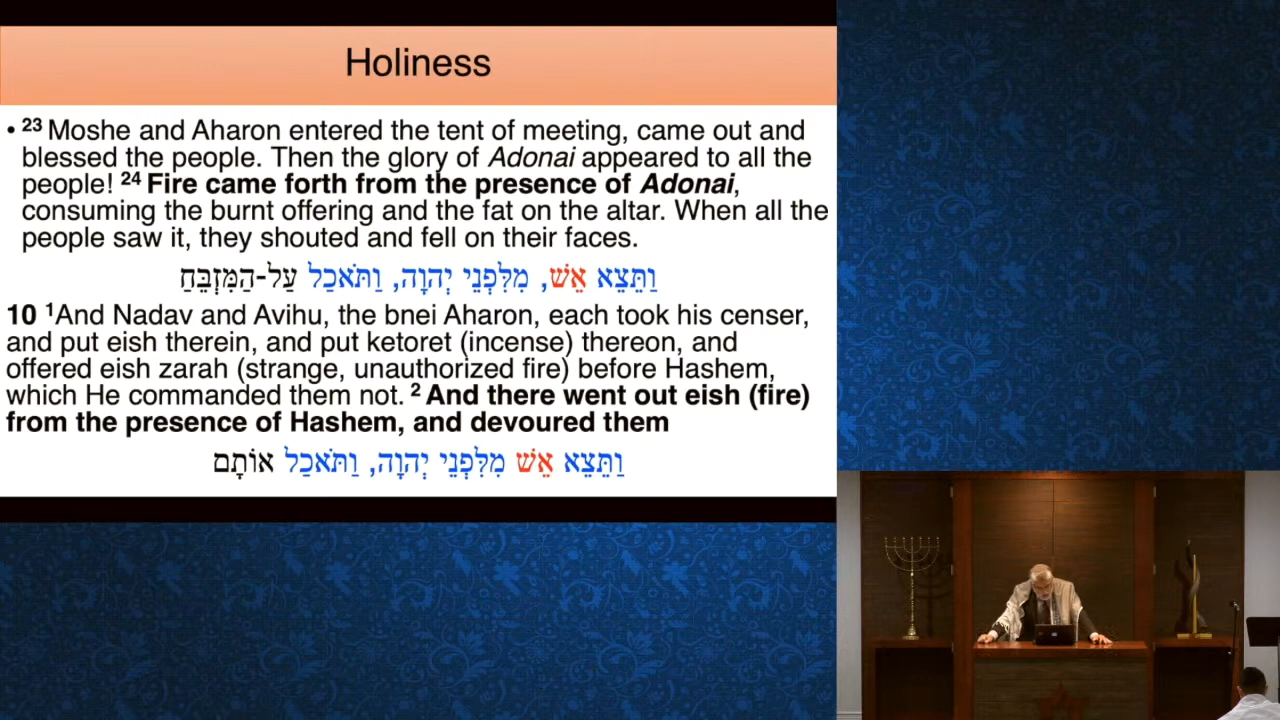 Holiness
• 23 Moshe and Aharon entered the tent of meeting, came out and
blessed the people. Then the glory of Adonai appeared to all the
people! 24 Fire came forth from the presence of Adonai,
consuming the burnt offering and the fat on the altar. When all the
people saw it, they shouted and fell on their faces.
וַתֵּצֵא אֵשׁ, מִלִּפְנֵי יְהוָה, וַתֹּאכַל עַל-הַמִּזְבֵּחַ
10 1And Nadav and Avihu, the bnei Aharon, each took his censer,
and put eish therein, and put ketoret (incense) thereon, and
offered eish zarah (strange, unauthorized fire) before Hashem,
which He commanded them not. 2 And there went out eish (fire)
from the presence of Hashem, and devoured them
וַתֵּצֵא אֵשׁ מִלִּפְנֵי יְהוָה, וַתֹּאכַל אוֹתָם